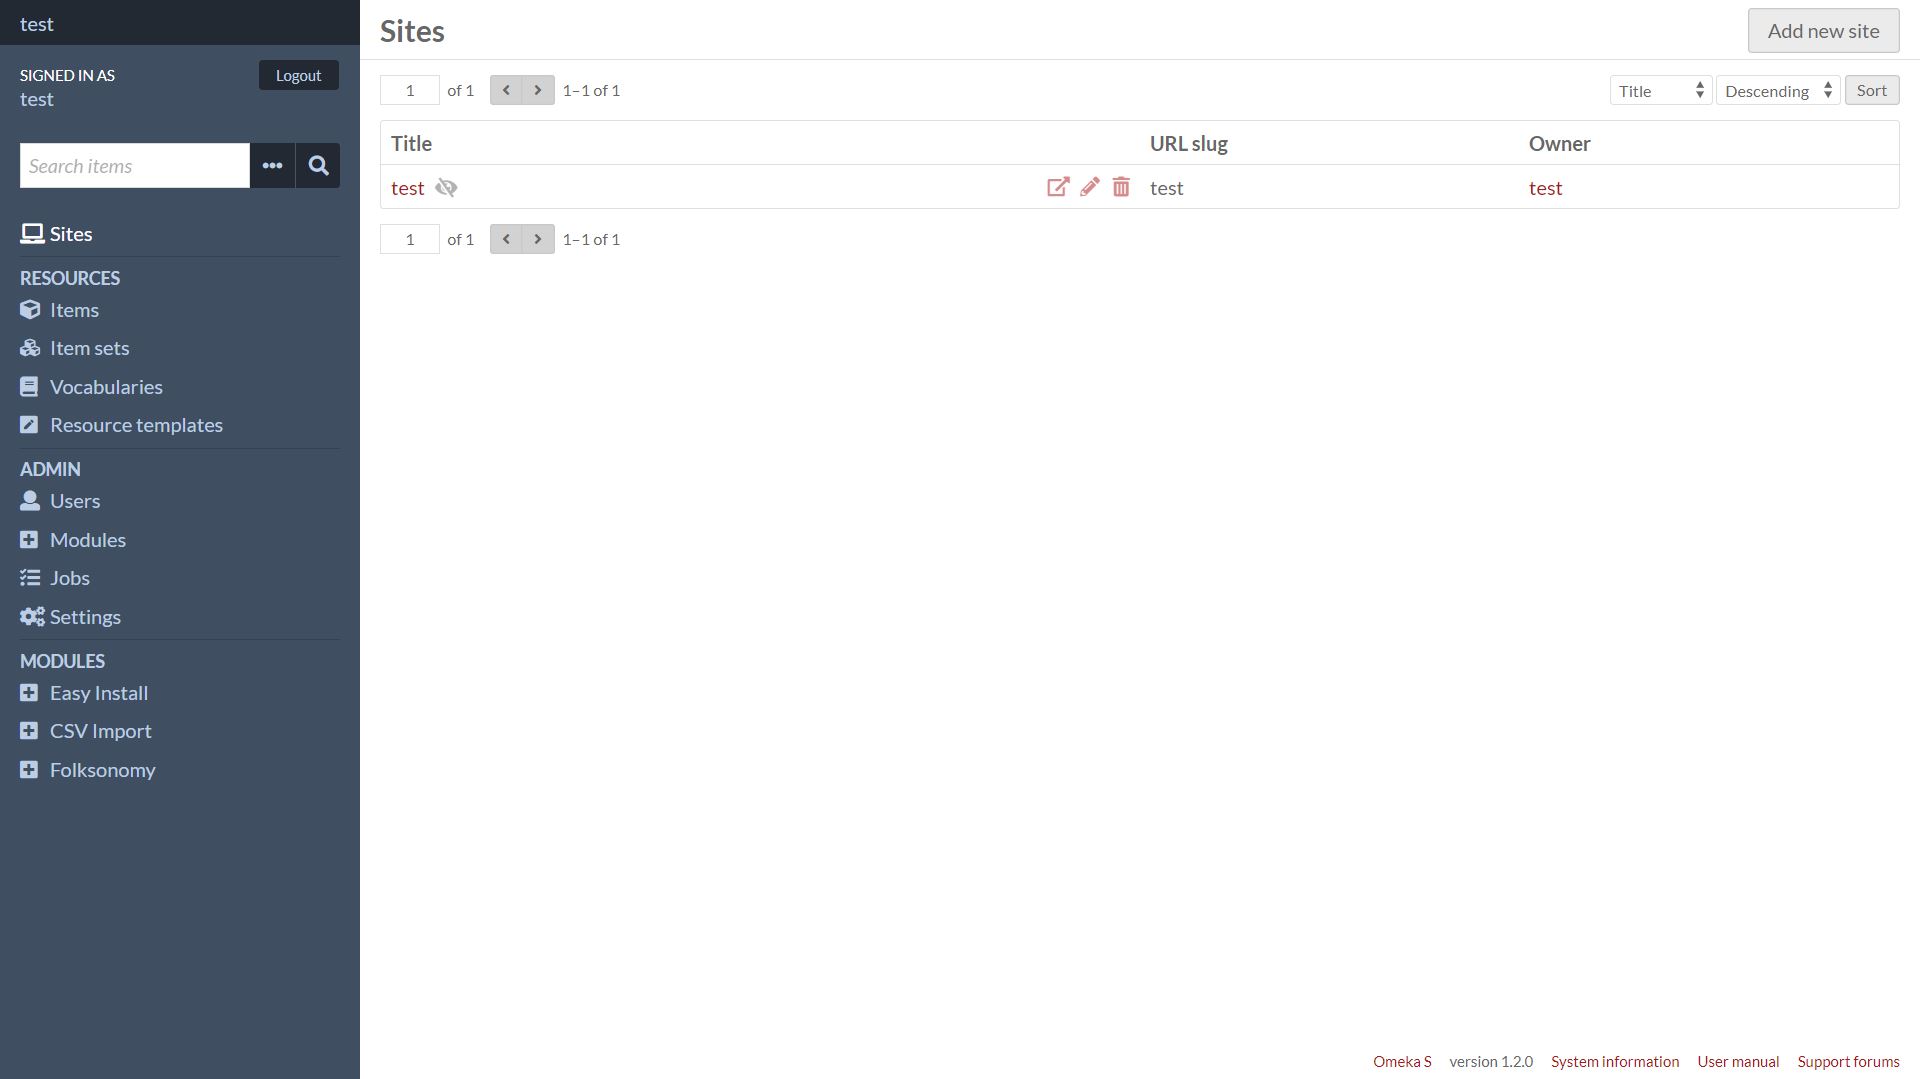 test
SIGNED IN AS
test
Logout
Search items
Sites
RESOURCES
Items
Item sets
Vocabularies
Resource templates
ADMIN
Users
Modules
Jobs
Settings
MODULES
Easy Install
CSV Import
Folksonomy
Sites
Add new site
1 of 1 1–1 of 1
Title Descending Sort
Title URL slug Owner
test test test
1 of 1 1–1 of 1
Omeka S version 1.2.0 System information User manual Support forums